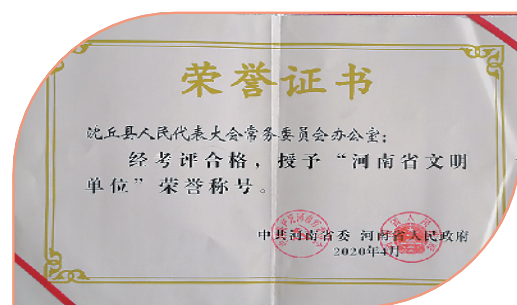 荣誉证书
沈丘县人民代表大会常务委员会办公室：
经考评合格，授予“河南省文明
单位”荣誉称号。
中共河南省委 河南省人民政府
2020年4月